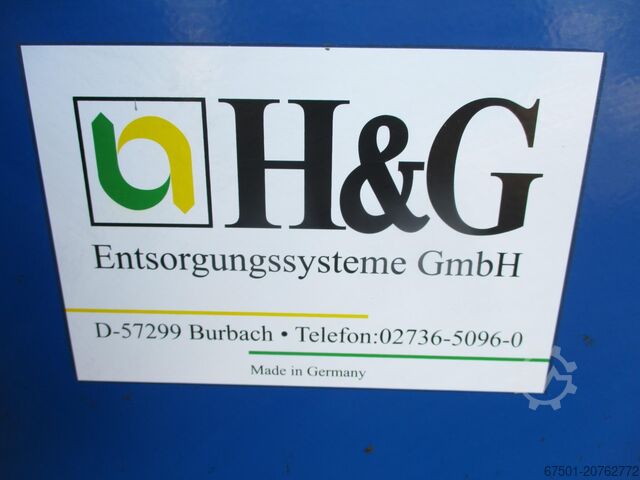 H&G
Entsorgungssysteme GmbH
D-57299 Burbach • Telefon:02736-5096-0
Made in Germany
67501-20762772